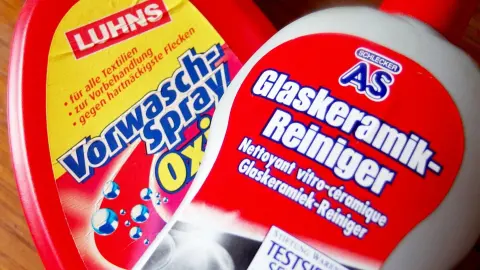 LUHNS
• für alle Textilien
• zur Vorbehandlung
• gegen hartnäckigste Flecken
Vorwasch-
Spray
Oxi
SCHLECKER
AS
Glaskeramik-
Reiniger
Nettoyant vitro-céramique
Glaskeramiek-Reiniger
STIFTUNG